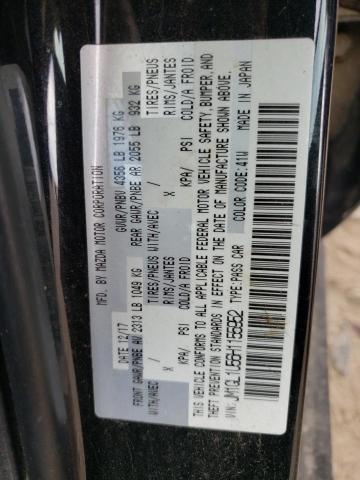 MFD. BY MAZDA MOTOR CORPORATION
DATE 12/17 GVWR/PNBV 4356 LB 1976 KG
FRONT GAWR/PNBE AV 2313 LB 1049 KG REAR GAWR/PNBE AR 2055 LB 932 KG
TIRES/PNEUS WITH/AVEC TIRES/PNEUS
RIMS/JANTES X RIMS/JANTES
KPA/ PSI COLD/A FROID KPA/ PSI COLD/A FROID
THIS VEHICLE CONFORMS TO ALL APPLICABLE FEDERAL MOTOR VEHICLE SAFETY, BUMPER, AND
THEFT PREVENTION STANDARDS IN EFFECT ON THE DATE OF MANUFACTURE SHOWN ABOVE.
VIN: JM1GL1U58H1155952 TYPE:PASS CAR COLOR CODE:41W MADE IN JAPAN